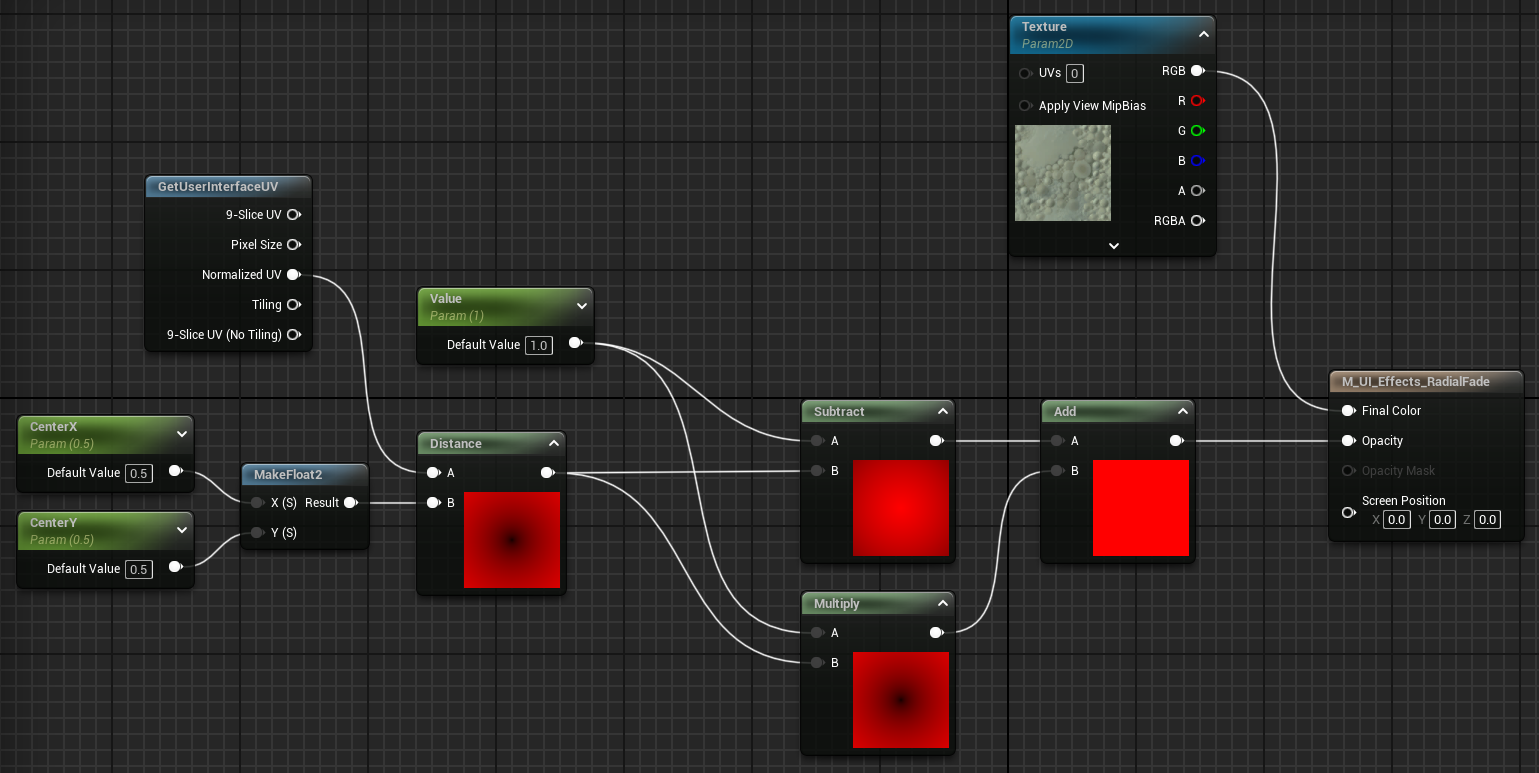 Texture
Param2D
UVs 0
RGB
Apply View MipBias
R
G
B
A
RGBA
GetUserInterfaceUV
9-Slice UV
Pixel Size
Normalized UV
Tiling
9-Slice UV (No Tiling)
Value
Param (1)
Default Value 1.0
CenterX
Param (0.5)
Default Value 0.5
CenterY
Param (0.5)
Default Value 0.5
MakeFloat2
X (S) Result
Y (S)
Distance
A
B
Subtract
A
B
Multiply
A
B
Add
A
B
M_UI_Effects_RadialFade
Final Color
Opacity
Opacity Mask
Screen Position
X 0.0 Y 0.0 Z 0.0